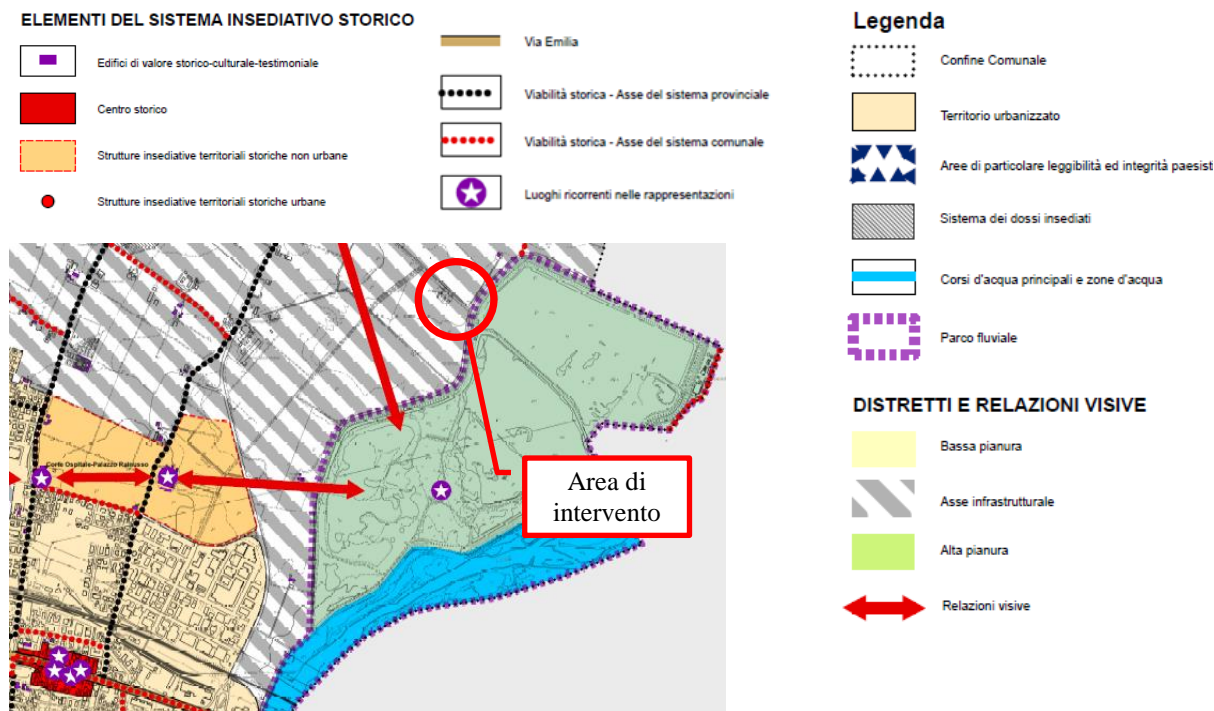 ELEMENTI DEL SISTEMA INSEDIATIVO STORICO
Edifici di valore storico-culturale-testimoniale
Centro storico
Strutture insediative territoriali storiche non urbane
Strutture insediative territoriali storiche urbane
Via Emilia
Viabilità storica - Asse del sistema provinciale
Viabilità storica - Asse del sistema comunale
Luoghi ricorrenti nelle rappresentazioni
Legenda
Confine Comunale
Territorio urbanizzato
Aree di particolare leggibilità ed integrità paesist
Sistema dei dossi insediati
Corsi d'acqua principali e zone d'acqua
Parco fluviale
DISTRETTI E RELAZIONI VISIVE
Bassa pianura
Asse infrastrutturale
Alta pianura
Relazioni visive
Corte Ospitale-Palazzo Rainusso
Area di
intervento